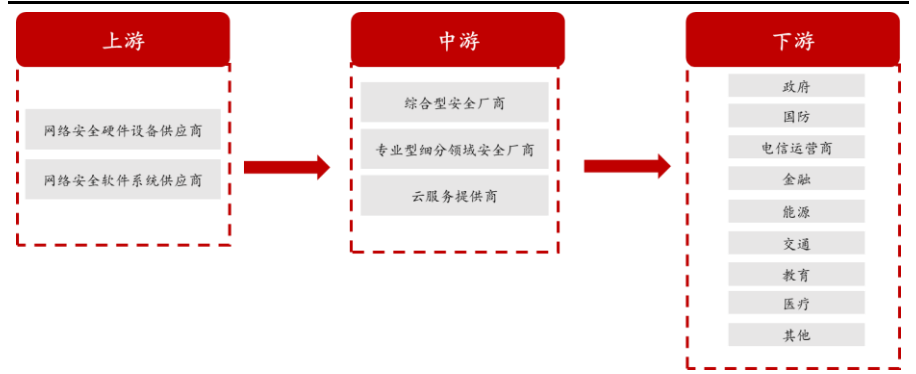 上游
网络安全硬件设备供应商
网络安全软件系统供应商
中游
综合型安全厂商
专业型细分领域安全厂商
云服务提供商
下游
政府
国防
电信运营商
金融
能源
交通
教育
医疗
其他